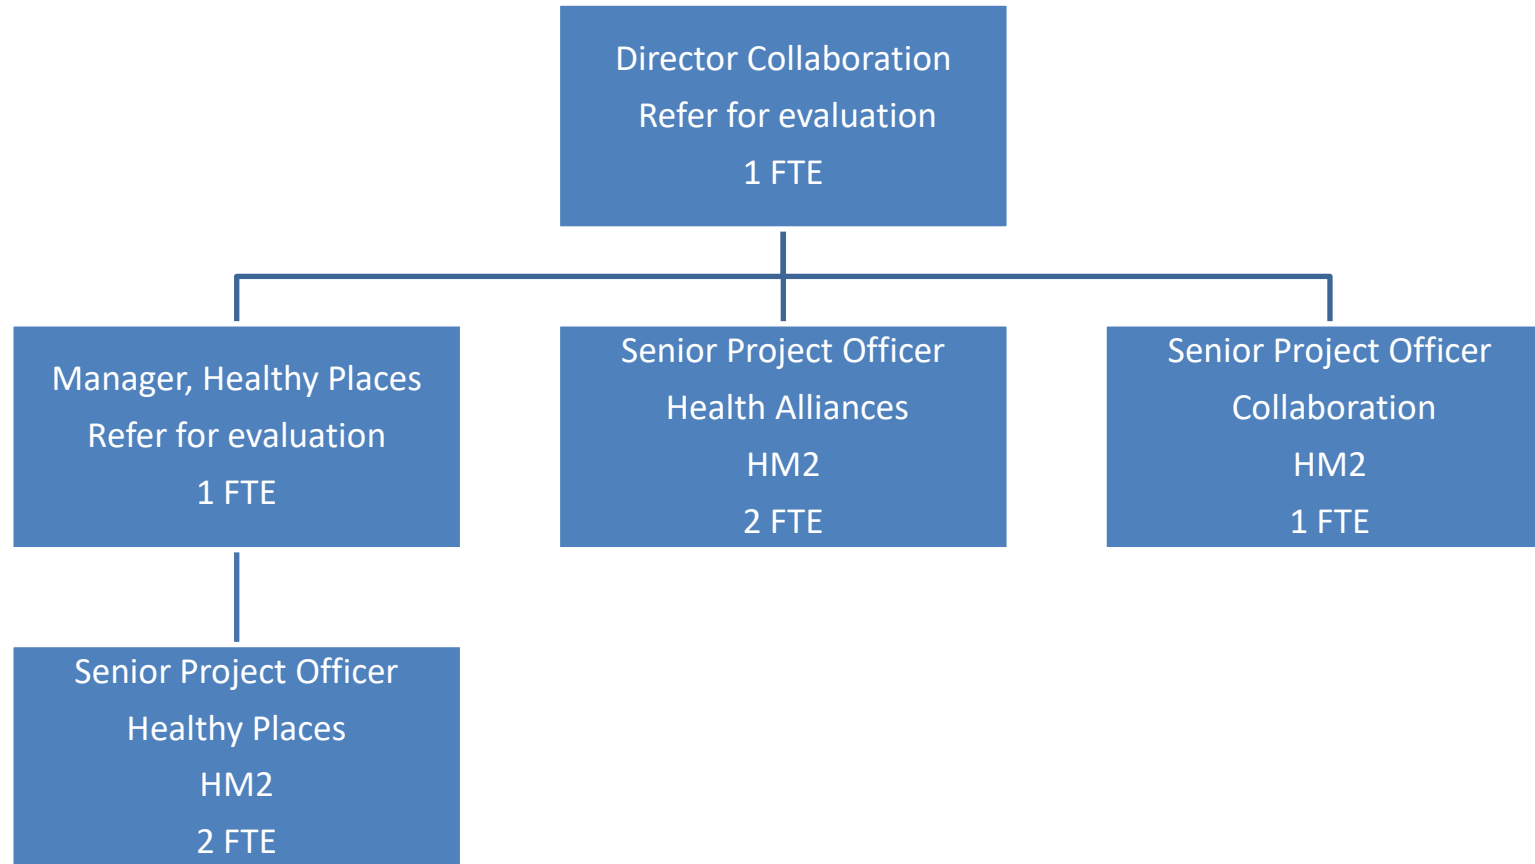 Director Collaboration
Refer for evaluation
1 FTE
Manager, Healthy Places
Refer for evaluation
1 FTE
Senior Project Officer
Health Alliances
HM2
2 FTE
Senior Project Officer
Collaboration
HM2
1 FTE
Senior Project Officer
Healthy Places
HM2
2 FTE